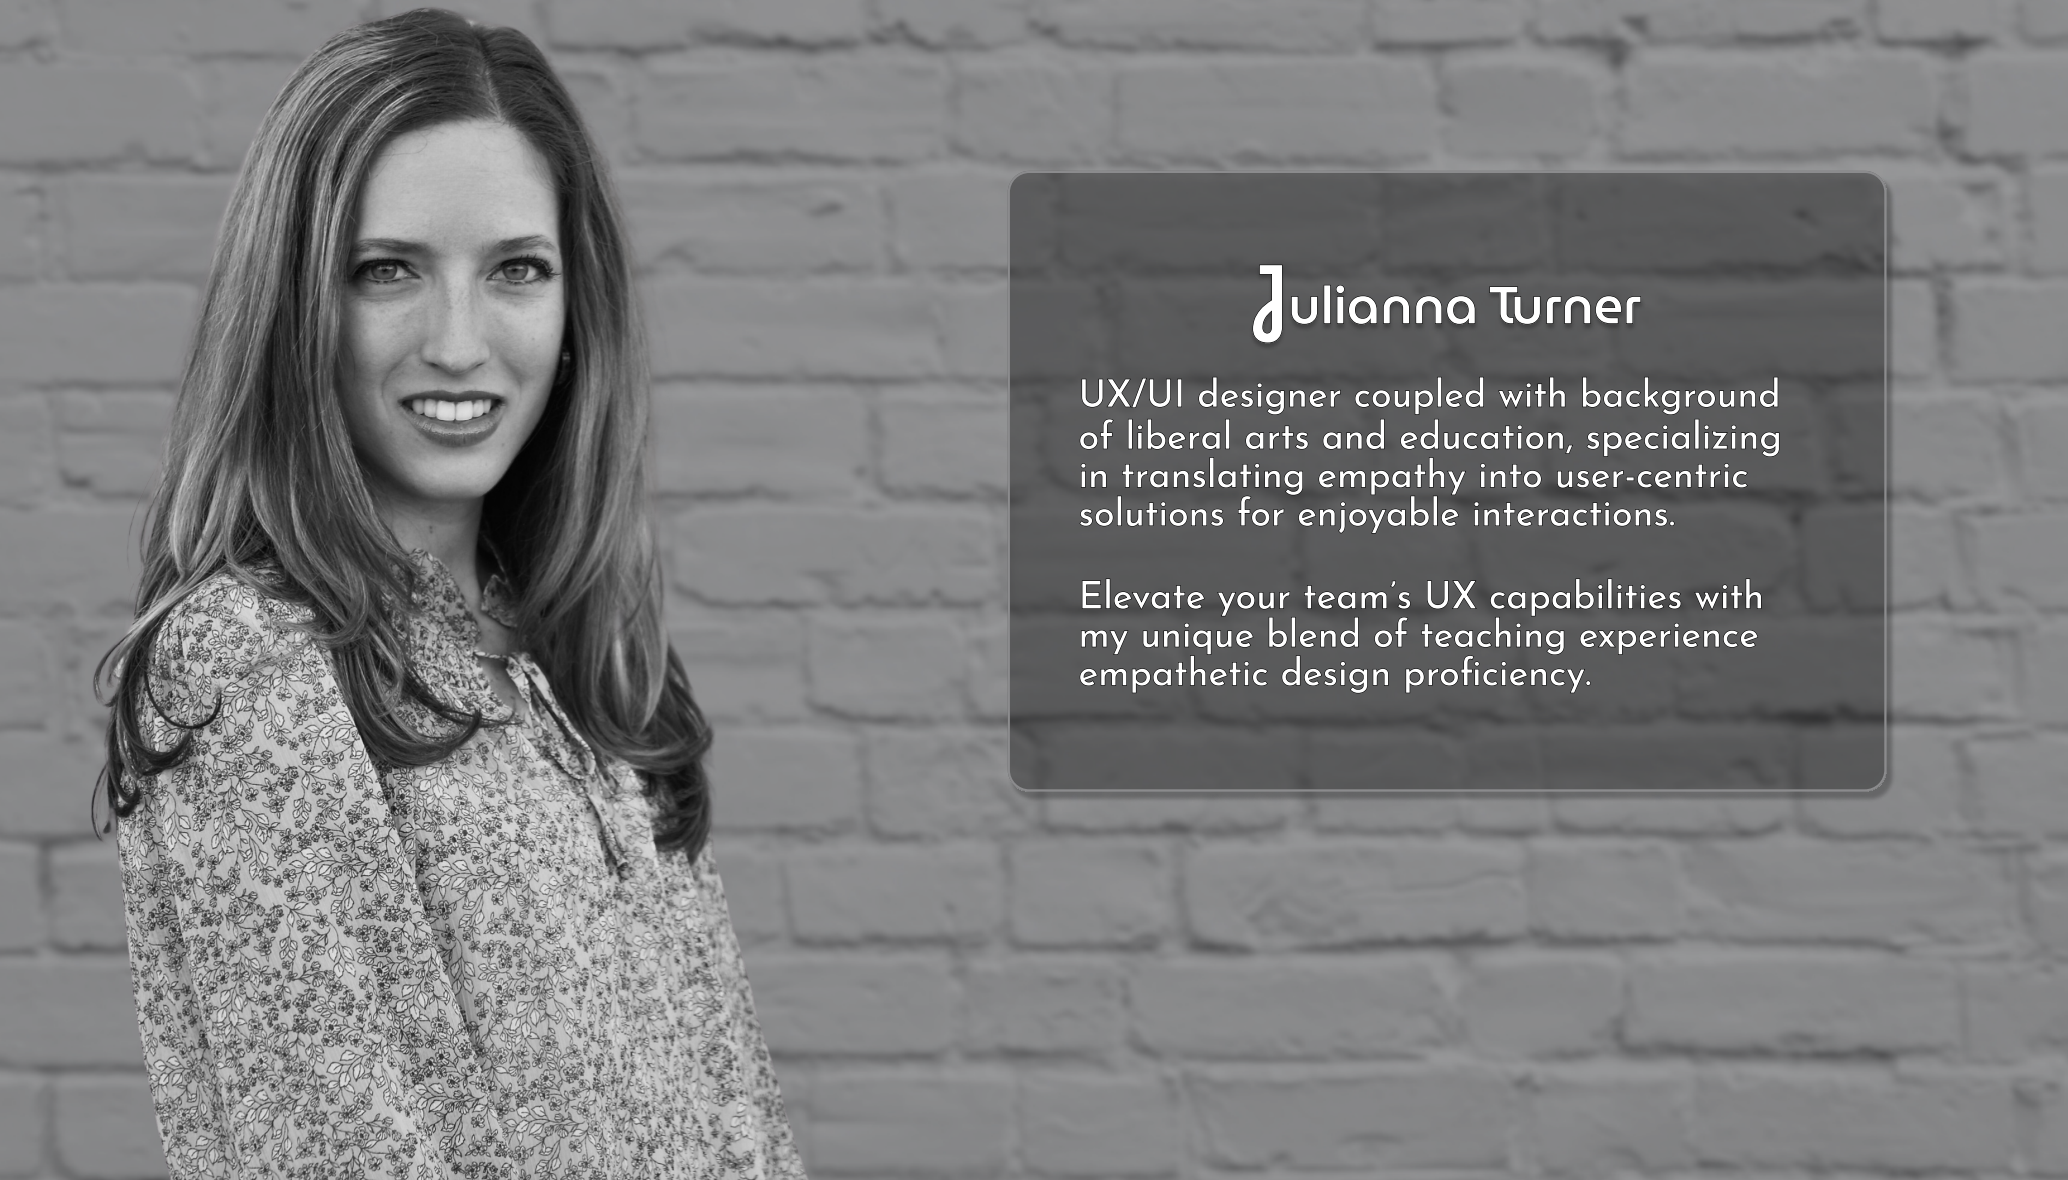 Julianna Turner
UX/UI designer coupled with background
of liberal arts and education, specializing
in translating empathy into user-centric
solutions for enjoyable interactions.
Elevate your team's UX capabilities with
my unique blend of teaching experience
empathetic design proficiency.